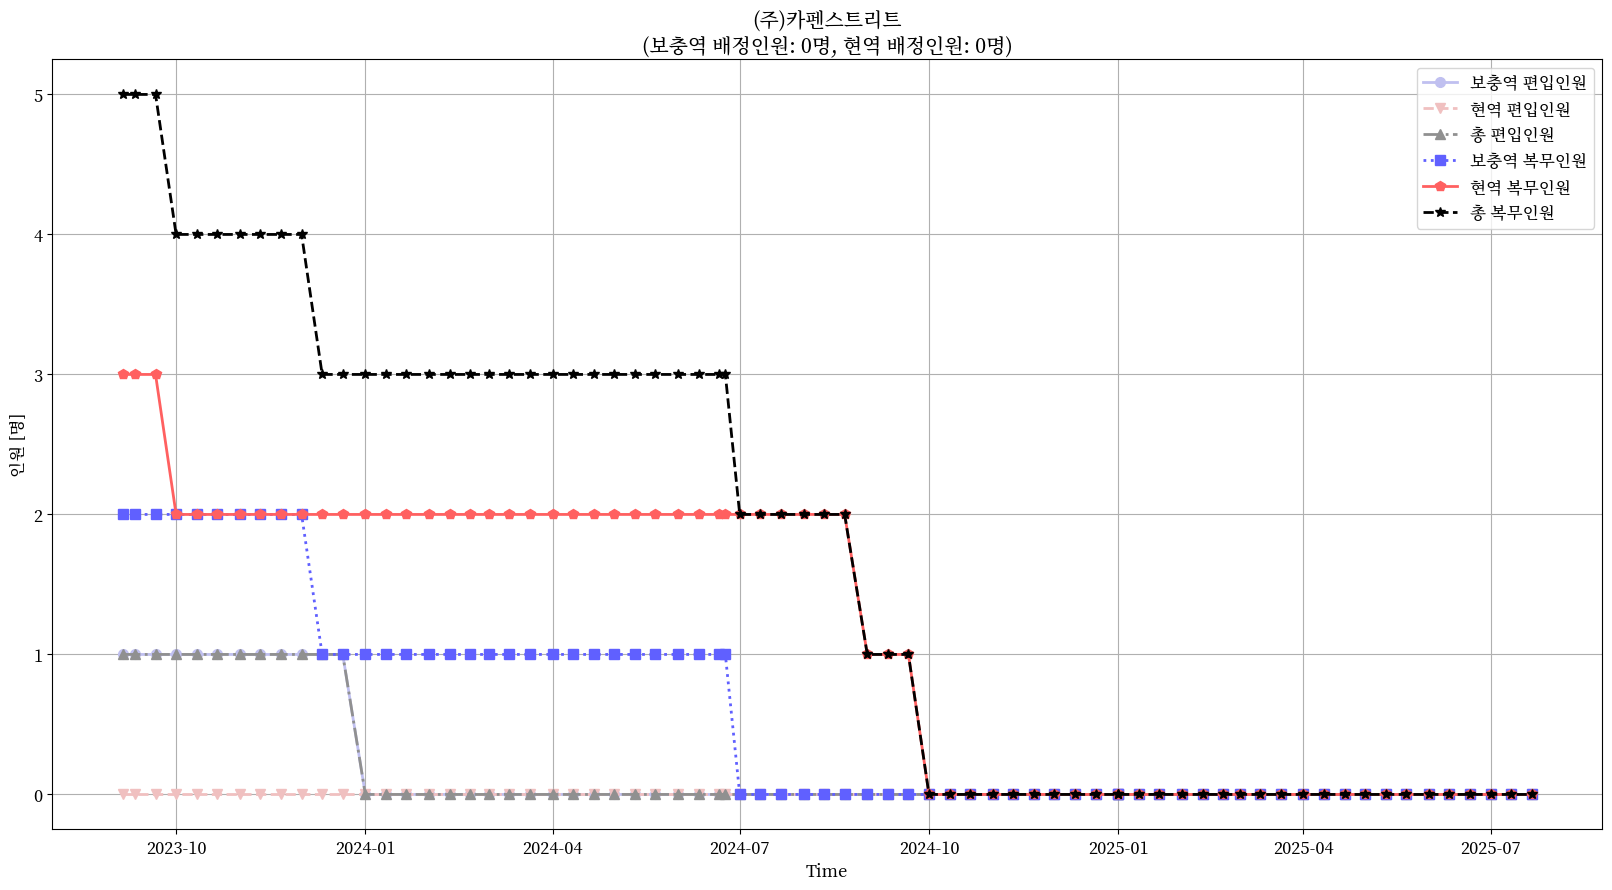 (주)카펜스트리트
(보충역 배정인원: 0명, 현역 배정인원: 0명)
보충역 편입인원
현역 편입인원
총 편입인원
보충역 복무인원
현역 복무인원
총 복무인원
인원 [명]
5
4
3
2
1
0
2023-10 2024-01 2024-04 2024-07 2024-10 2025-01 2025-04 2025-07
Time